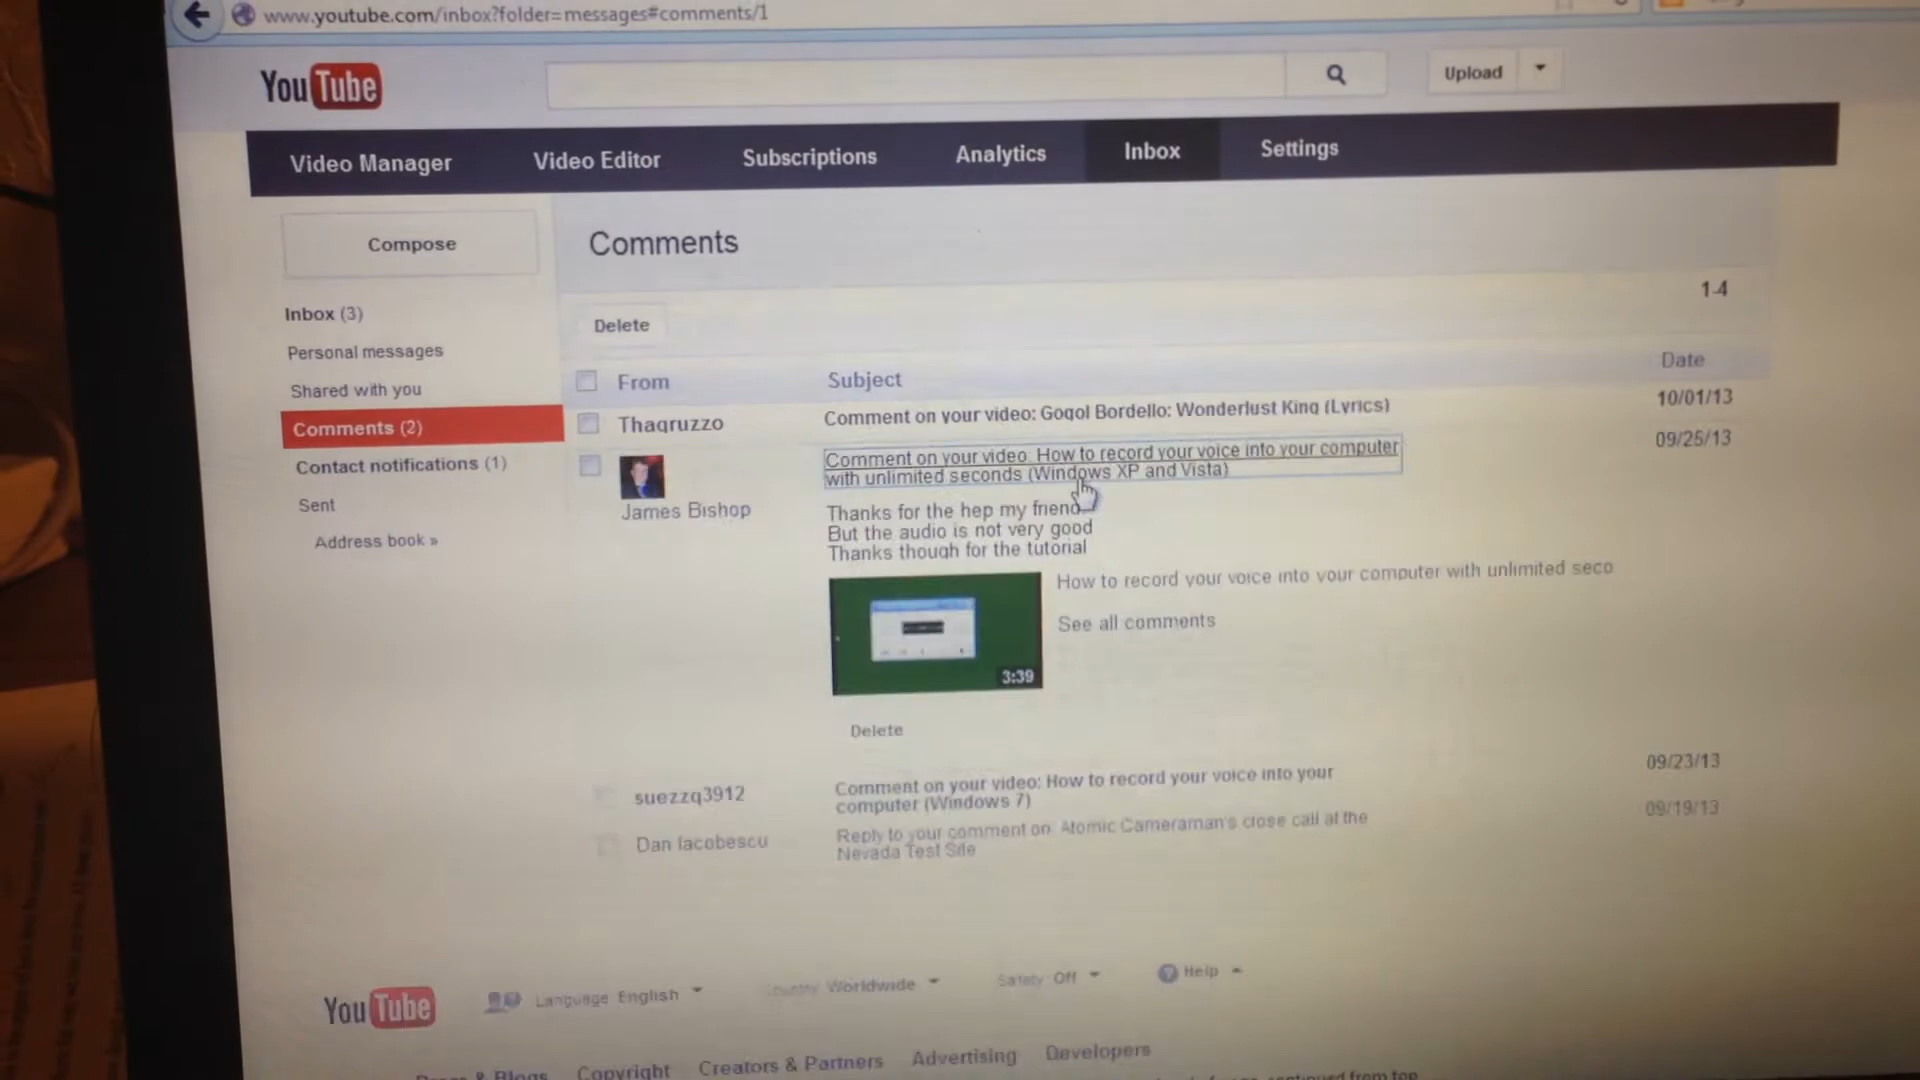 www.youtube.com/inbox?folder=messages#comments/1
YouTube
Upload
Video Manager
Video Editor
Subscriptions
Analytics
Inbox
Settings
Compose
Comments
1-4
Inbox (3)
Delete
Personal messages
Date
From
Subject
Shared with you
10/01/13
Thagruzzo
Comment on your video: Gogol Bordello: Wonderlust King (Lyrics)
Comments (2)
09/25/13
Comment on your video: How to record your voice into your computer
with unlimited seconds (Windows XP and Vista)
Contact notifications (1)
James Bishop
Sent
Thanks for the hep my friend
But the audio is not very good
Thanks though for the tutorial
Address book »
How to record your voice into your computer with unlimited seco
See all comments
3:39
Delete
09/23/13
suezzq3912
Comment on your video: How to record your voice into your
computer (Windows 7)
09/19/13
Dan Iacobescu
Reply to your comment on: Atomic Cameraman's close call at the
Nevada Test Site
YouTube
Language English
Country Worldwide
Safety Off
Help
& Blogs
Copyright
Creators & Partners
Advertising
Developers
continued from top